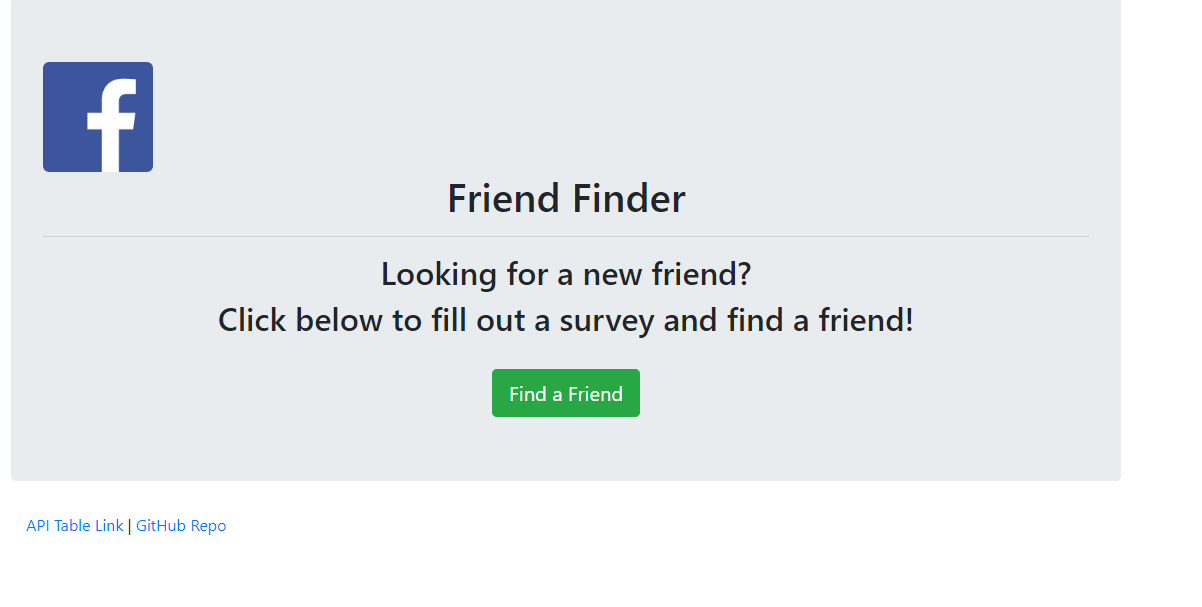 f
Friend Finder
Looking for a new friend?
Click below to fill out a survey and find a friend!
Find a Friend
API Table Link | GitHub Repo